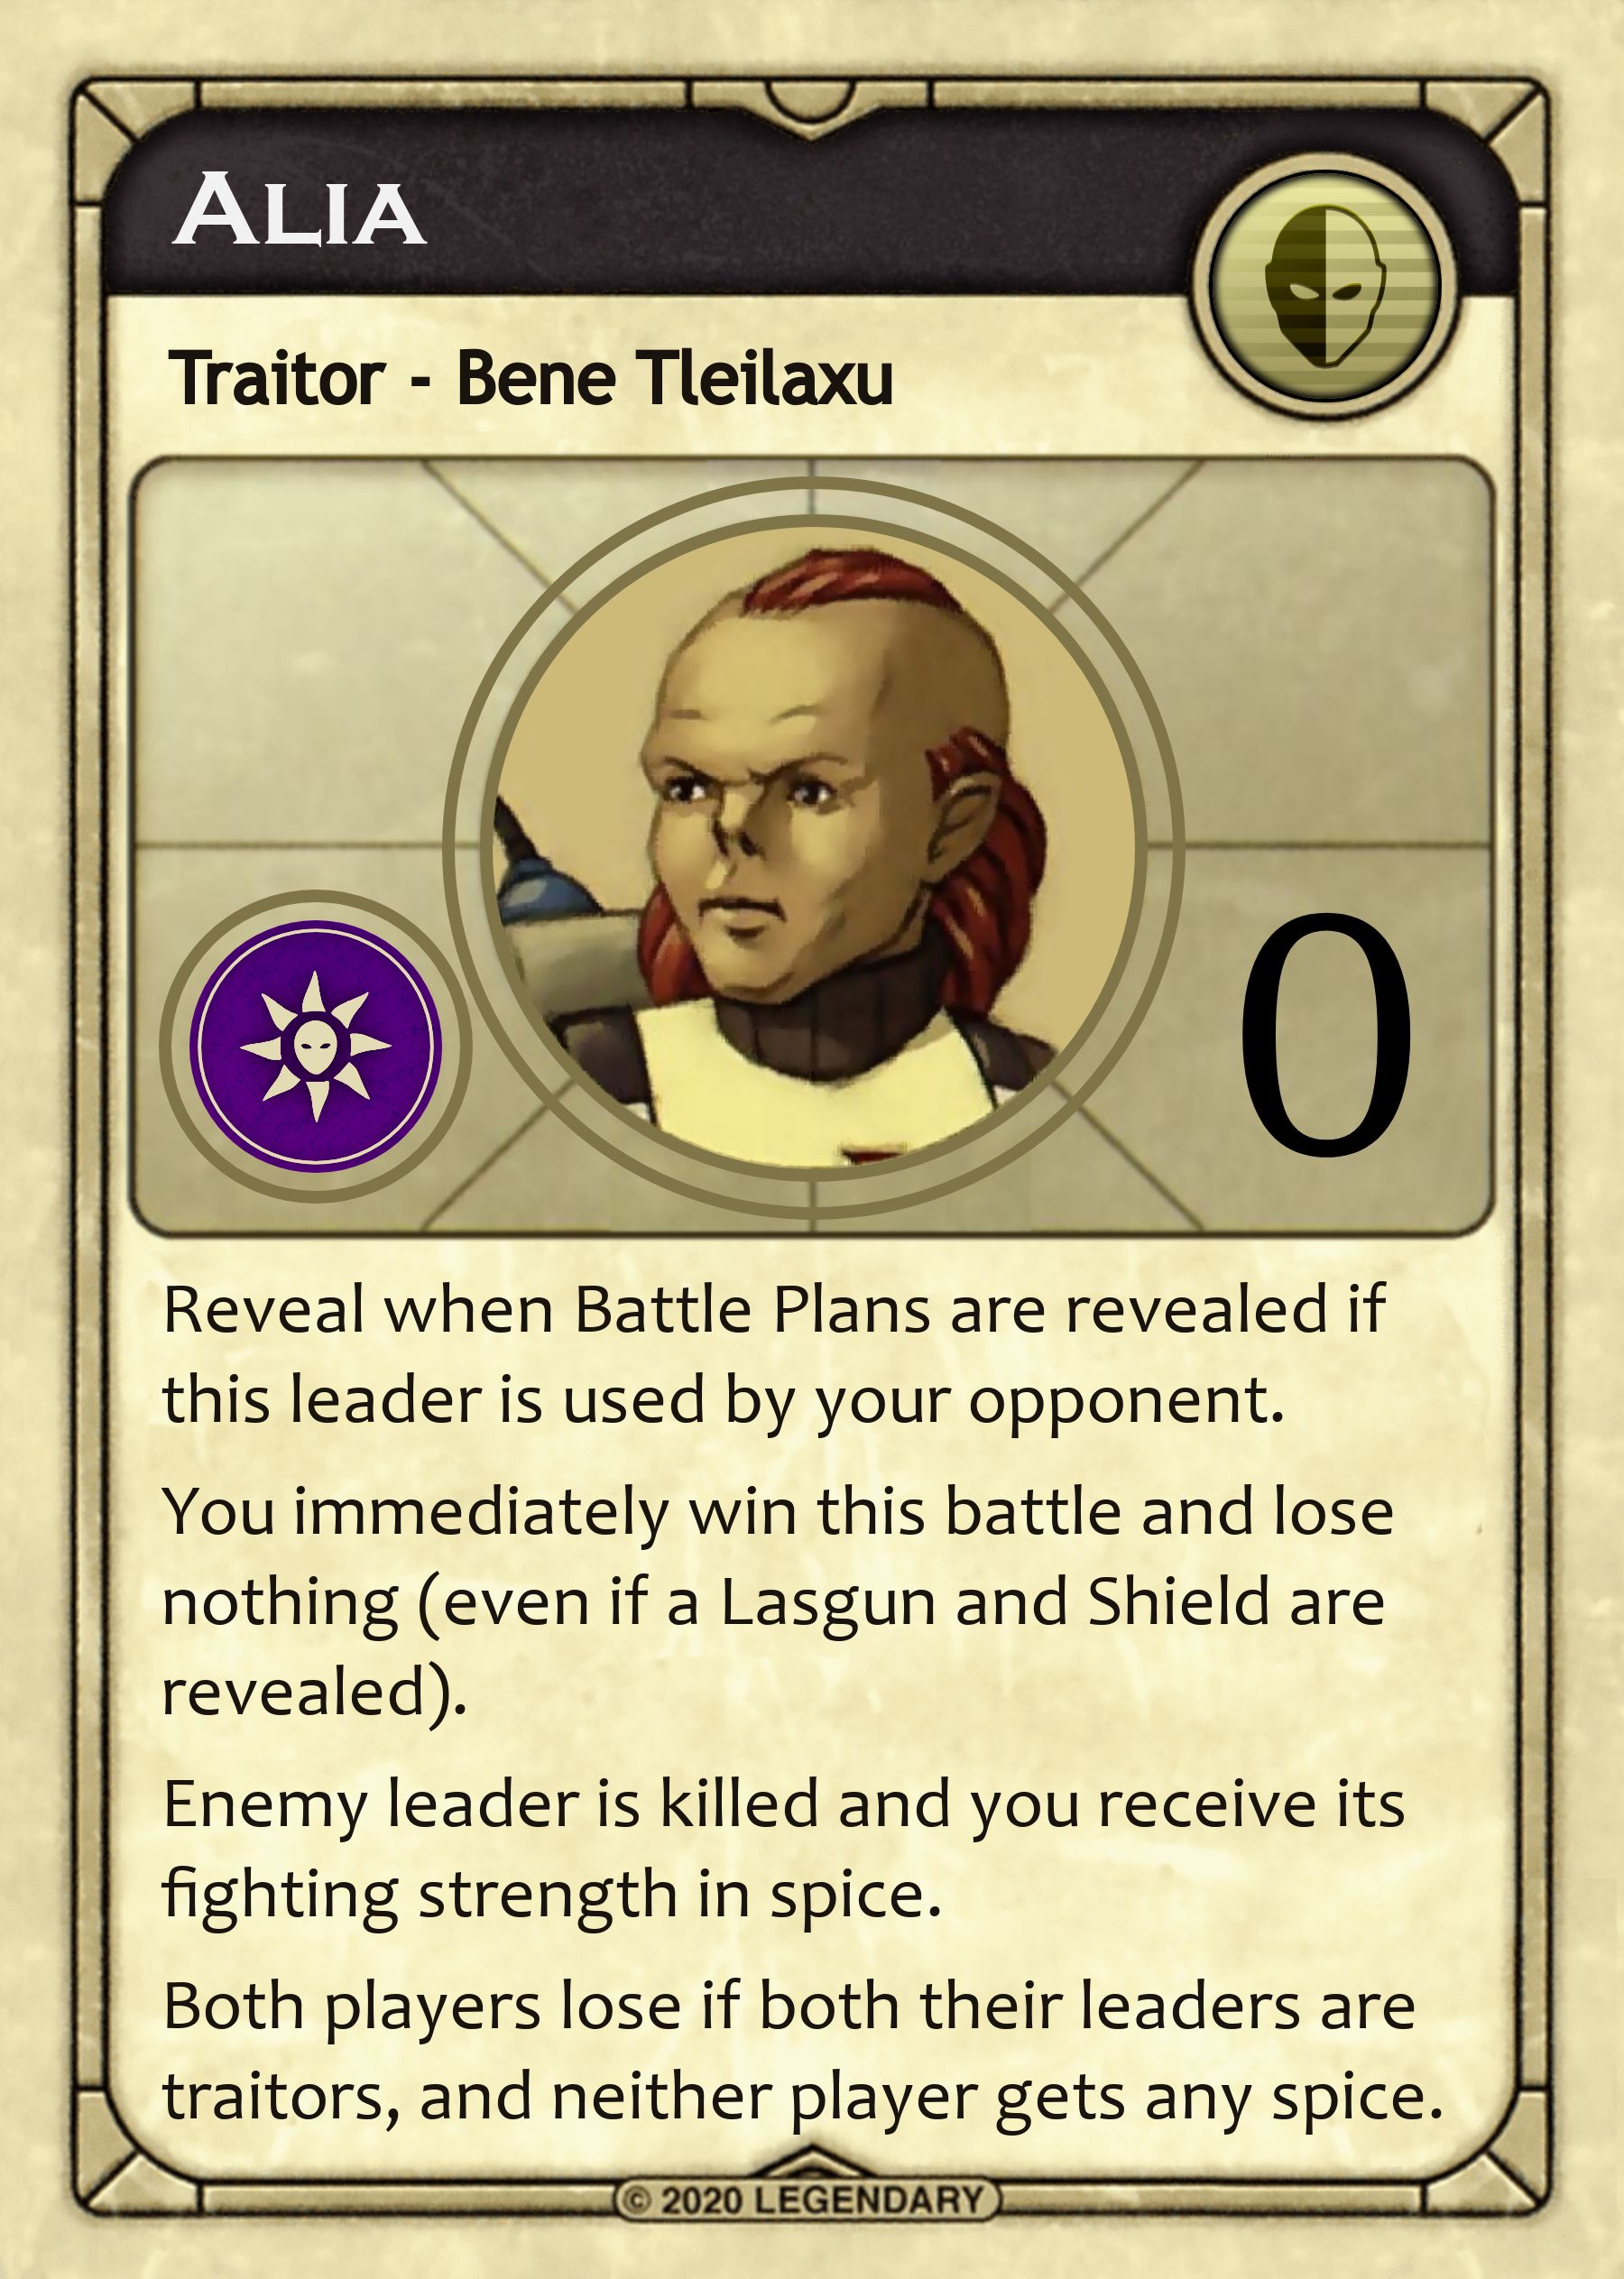 ALIA
Traitor - Bene Tleilaxu
0
Reveal when Battle Plans are revealed if
this leader is used by your opponent.
You immediately win this battle and lose
nothing (even if a Lasgun and Shield are
revealed).
Enemy leader is killed and you receive its
fighting strength in spice.
Both players lose if both their leaders are
traitors, and neither player gets any spice.
© 2020 LEGENDARY